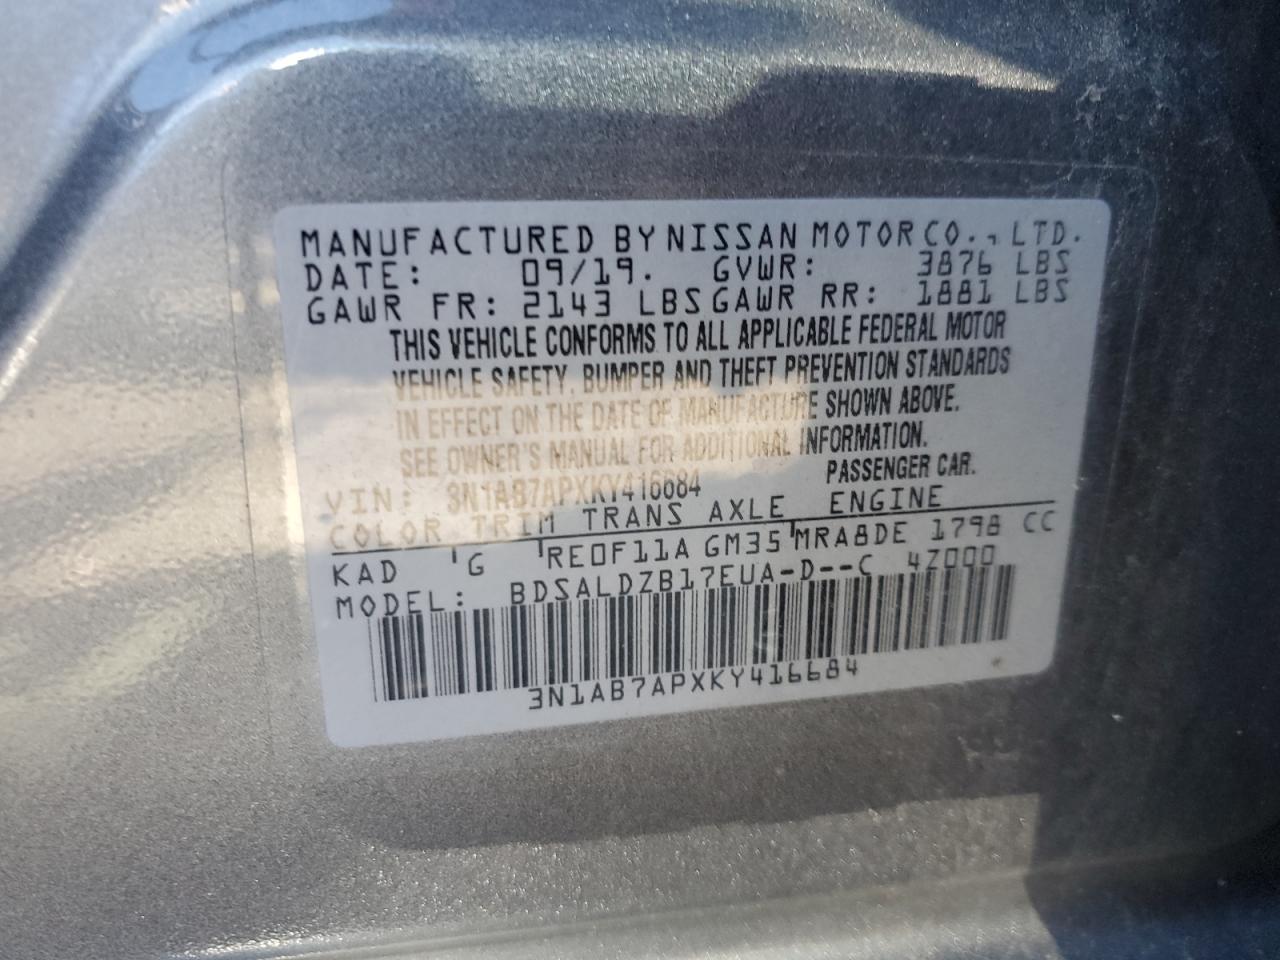 MANUFACTURED BY NISSAN MOTOR CO., LTD.
DATE: 09/19. GVWR: 3876 LBS
GAWR FR: 2143 LBS GAWR RR: 1881 LBS
THIS VEHICLE CONFORMS TO ALL APPLICABLE FEDERAL MOTOR
VEHICLE SAFETY, BUMPER AND THEFT PREVENTION STANDARDS
IN EFFECT ON THE DATE OF MANUFACTURE SHOWN ABOVE.
SEE OWNER'S MANUAL FOR ADDITIONAL INFORMATION.
VIN: 3N1AB7APXKY416684 PASSENGER CAR.
COLOR TRIM TRANS AXLE ENGINE
KAD G RE0F11A GM35 MRA8DE 1798 CC
MODEL: BDSALDZB17EUA-D--C 4Z000
3N1AB7APXKY416684